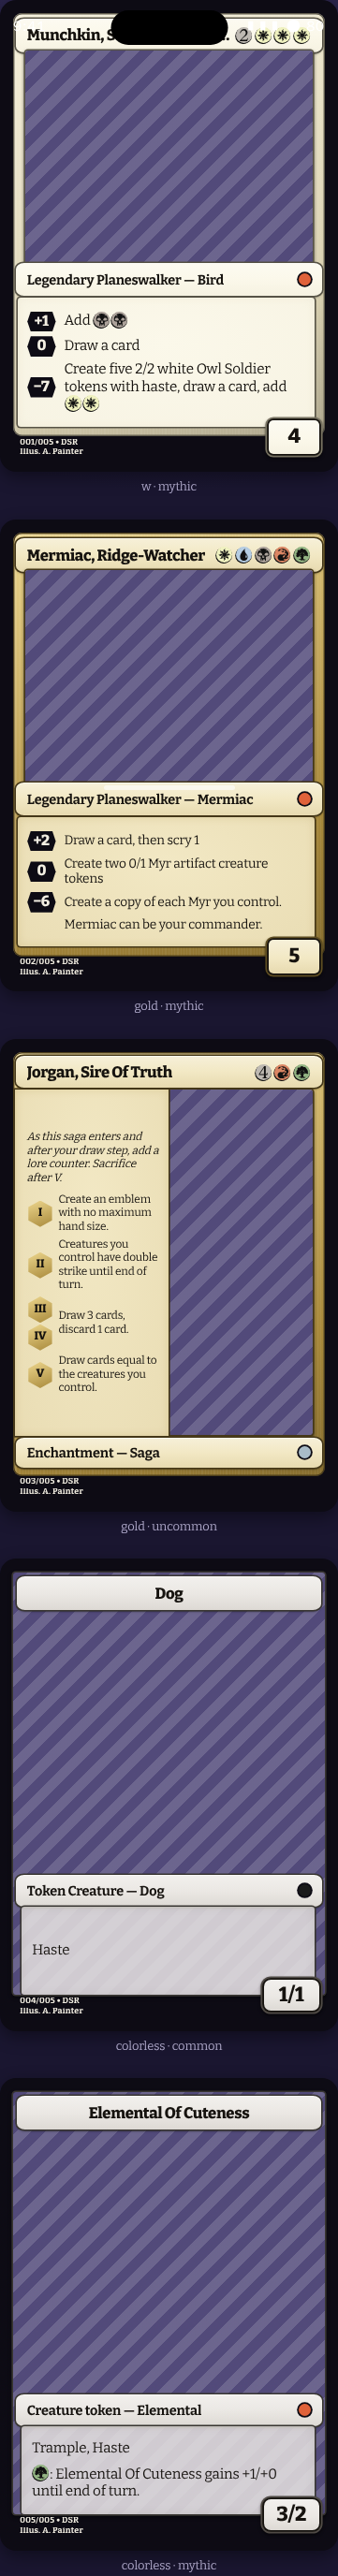 Munchkin, S
2
Legendary Planeswalker — Bird
+1 Add
0 Draw a card
Create five 2/2 white Owl Soldier
−7 tokens with haste, draw a card, add
001/005 • DSR
Illus. A. Painter
4
w · mythic
Mermiac, Ridge-Watcher
Legendary Planeswalker — Mermiac
+2 Draw a card, then scry 1
0 Create two 0/1 Myr artifact creature
tokens
−6 Create a copy of each Myr you control.
Mermiac can be your commander.
002/005 • DSR
Illus. A. Painter
5
gold · mythic
Jorgan, Sire Of Truth
4
As this saga enters and
after your draw step, add a
lore counter. Sacrifice
after V.
I
Create an emblem
with no maximum
hand size.
II
Creatures you
control have double
strike until end of
turn.
III
IV
Draw 3 cards,
discard 1 card.
V
Draw cards equal to
the creatures you
control.
Enchantment — Saga
003/005 • DSR
Illus. A. Painter
gold · uncommon
Dog
Token Creature — Dog
Haste
004/005 • DSR
Illus. A. Painter
1/1
colorless · common
Elemental Of Cuteness
Creature token — Elemental
Trample, Haste
: Elemental Of Cuteness gains +1/+0
until end of turn.
005/005 • DSR
Illus. A. Painter
3/2
colorless · mythic